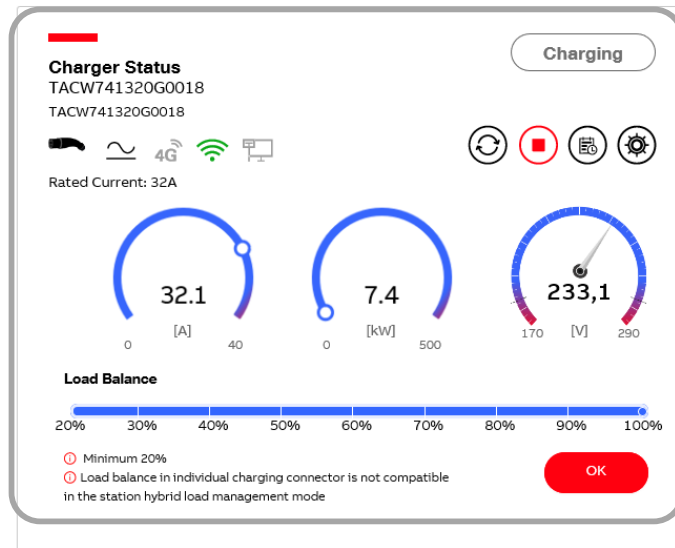 Charging
Charger Status
TACW741320G0018
TACW741320G0018
4G
Rated Current: 32A
32.1
[A]
0
40
7.4
[kW]
0
500
233,1
[V]
170
290
Load Balance
20% 30% 40% 50% 60% 70% 80% 90% 100%
Minimum 20%
Load balance in individual charging connector is not compatible
in the station hybrid load management mode
OK